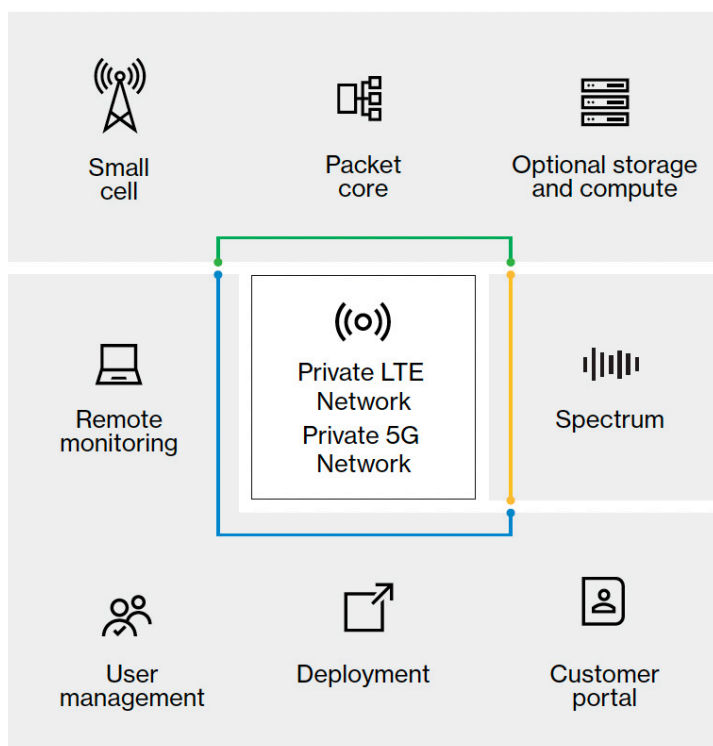 Small
cell
Packet
core
Optional storage
and compute
Remote
monitoring
Private LTE
Network
Private 5G
Network
Spectrum
User
management
Deployment
Customer
portal